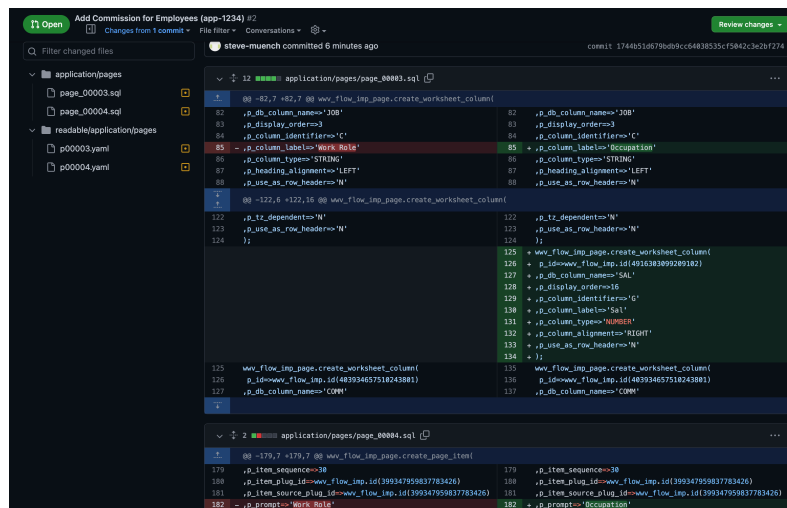 Open
Add Commission for Employees (app-1234) #2
Changes from 1 commit
File filter
Conversations
Review changes
Filter changed files
application/pages
page_00003.sql
page_00004.sql
readable/application/pages
p00003.yaml
p00004.yaml
steve-muench committed 6 minutes ago
commit 1744b51d679bdb9cc64038535cf5042c3e2bf274
12 application/pages/page_00003.sql
@@ -82,7 +82,7 @@ wwv_flow_imp_page.create_worksheet_column(
82 ,p_db_column_name=>'JOB' 82 ,p_db_column_name=>'JOB'
83 ,p_display_order=>3 83 ,p_display_order=>3
84 ,p_column_identifier=>'C' 84 ,p_column_identifier=>'C'
85 - ,p_column_label=>'Work Role' 85 + ,p_column_label=>'Occupation'
86 ,p_column_type=>'STRING' 86 ,p_column_type=>'STRING'
87 ,p_heading_alignment=>'LEFT' 87 ,p_heading_alignment=>'LEFT'
88 ,p_use_as_row_header=>'N' 88 ,p_use_as_row_header=>'N'
@@ -122,6 +122,16 @@ wwv_flow_imp_page.create_worksheet_column(
122 ,p_tz_dependent=>'N' 122 ,p_tz_dependent=>'N'
123 ,p_use_as_row_header=>'N' 123 ,p_use_as_row_header=>'N'
124 ); 124 );
125 + wwv_flow_imp_page.create_worksheet_column(
126 + p_id=>wwv_flow_imp.id(4916303099209102)
127 + ,p_db_column_name=>'SAL'
128 + ,p_display_order=>16
129 + ,p_column_identifier=>'G'
130 + ,p_column_label=>'Sal'
131 + ,p_column_type=>'NUMBER'
132 + ,p_column_alignment=>'RIGHT'
133 + ,p_use_as_row_header=>'N'
134 + );
125 wwv_flow_imp_page.create_worksheet_column( 135 wwv_flow_imp_page.create_worksheet_column(
126 p_id=>wwv_flow_imp.id(403934657510243801) 136 p_id=>wwv_flow_imp.id(403934657510243801)
127 ,p_db_column_name=>'COMM' 137 ,p_db_column_name=>'COMM'
2 application/pages/page_00004.sql
@@ -179,7 +179,7 @@ wwv_flow_imp_page.create_page_item(
179 ,p_item_sequence=>30 179 ,p_item_sequence=>30
180 ,p_item_plug_id=>wwv_flow_imp.id(399347959837783426) 180 ,p_item_plug_id=>wwv_flow_imp.id(399347959837783426)
181 ,p_item_source_plug_id=>wwv_flow_imp.id(399347959837783426) 181 ,p_item_source_plug_id=>wwv_flow_imp.id(399347959837783426)
182 - ,p_prompt=>'Work Role' 182 + ,p_prompt=>'Occupation'